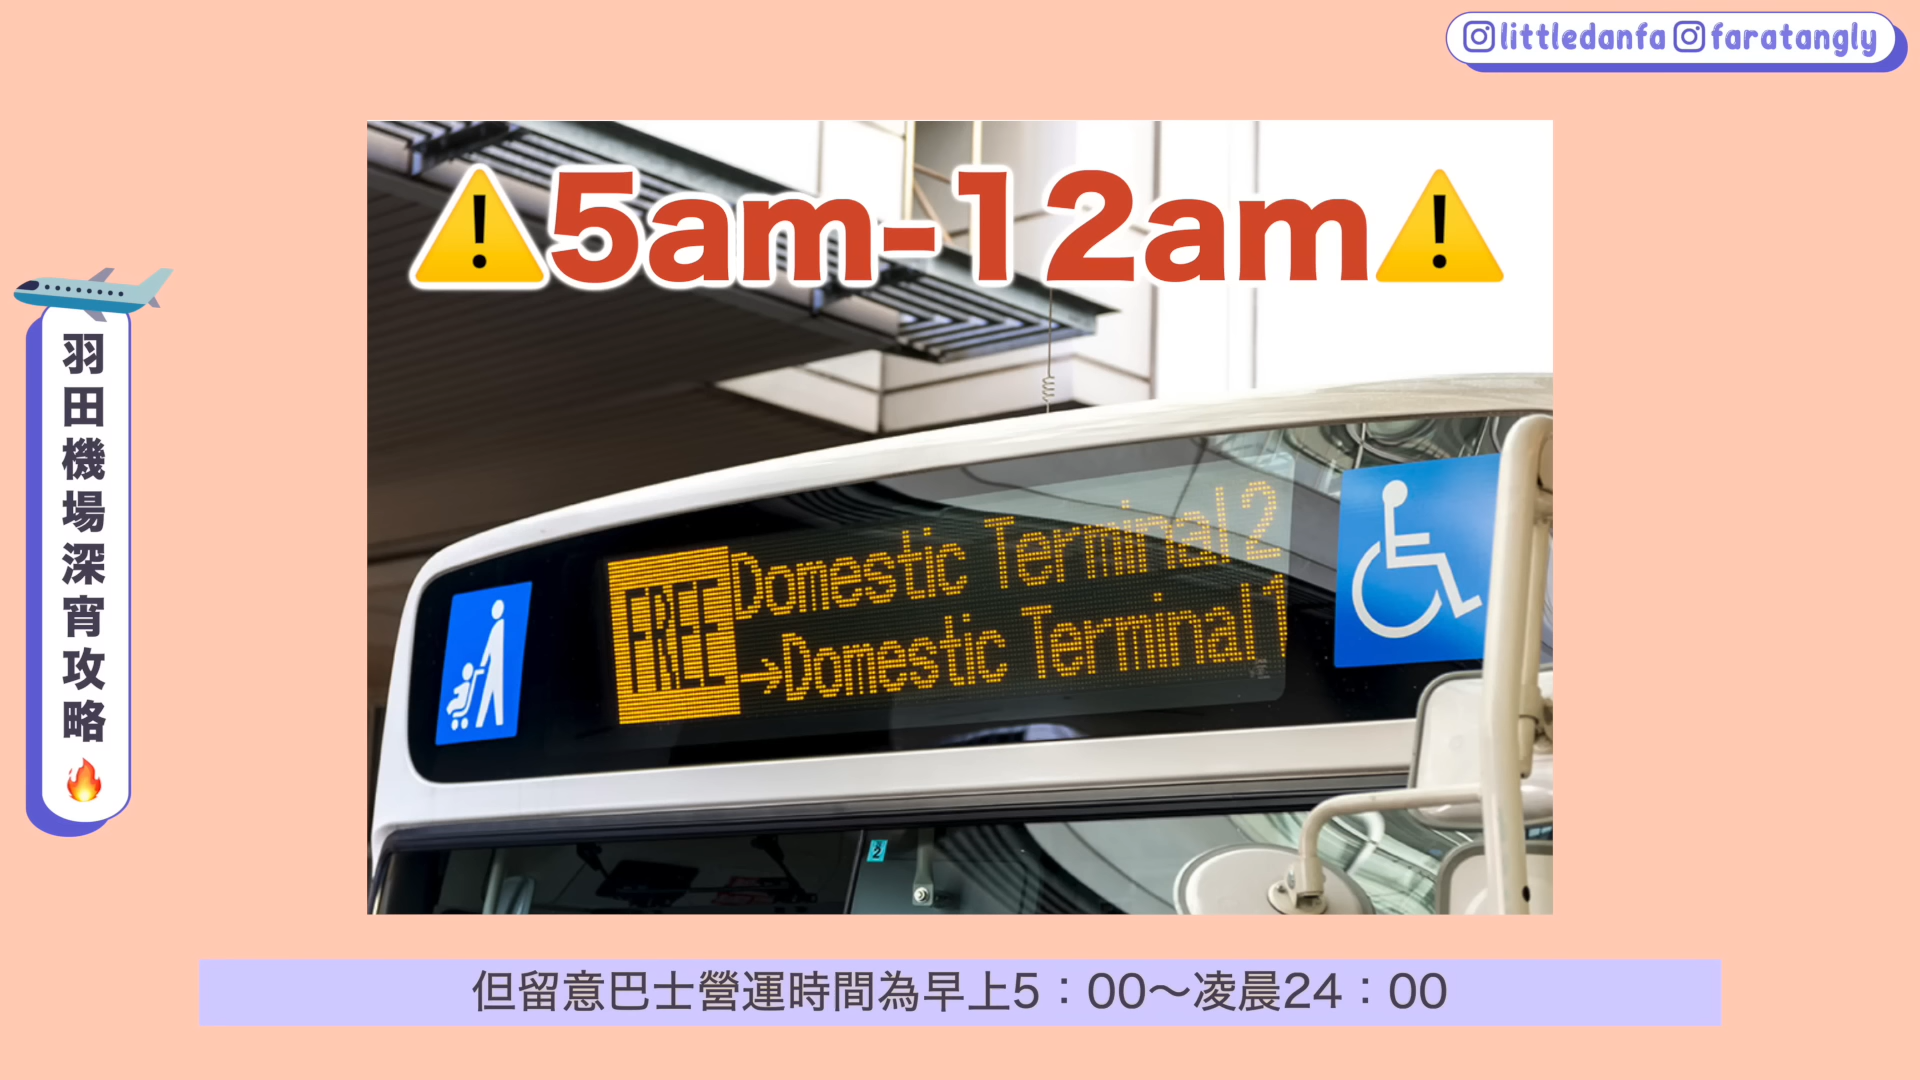 littledanfa faratangly
5am-12am
羽田機場深宵攻略
FREE Domestic Terminal 2
→Domestic Terminal 1
2
但留意巴士營運時間為早上5：00～凌晨24：00